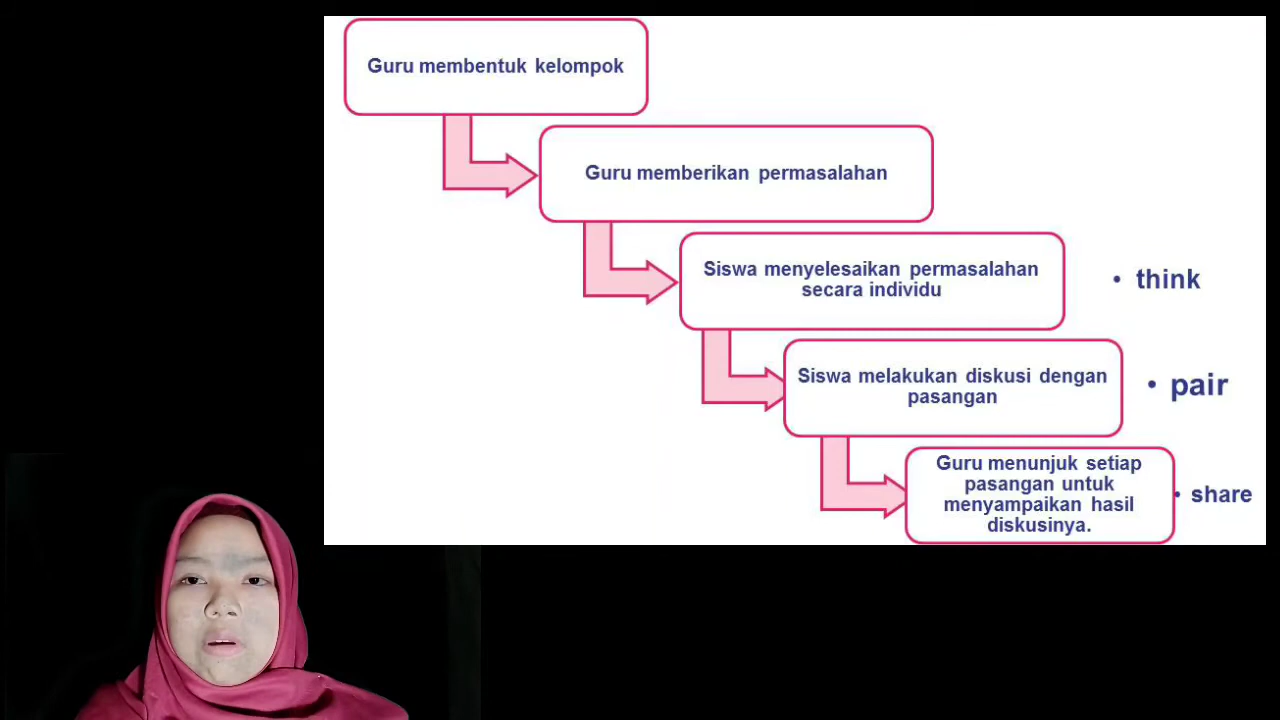 Guru membentuk kelompok
Guru memberikan permasalahan
Siswa menyelesaikan permasalahan
secara individu
• think
Siswa melakukan diskusi dengan
pasangan
• pair
Guru menunjuk setiap
pasangan untuk
menyampaikan hasil
diskusinya.
• share